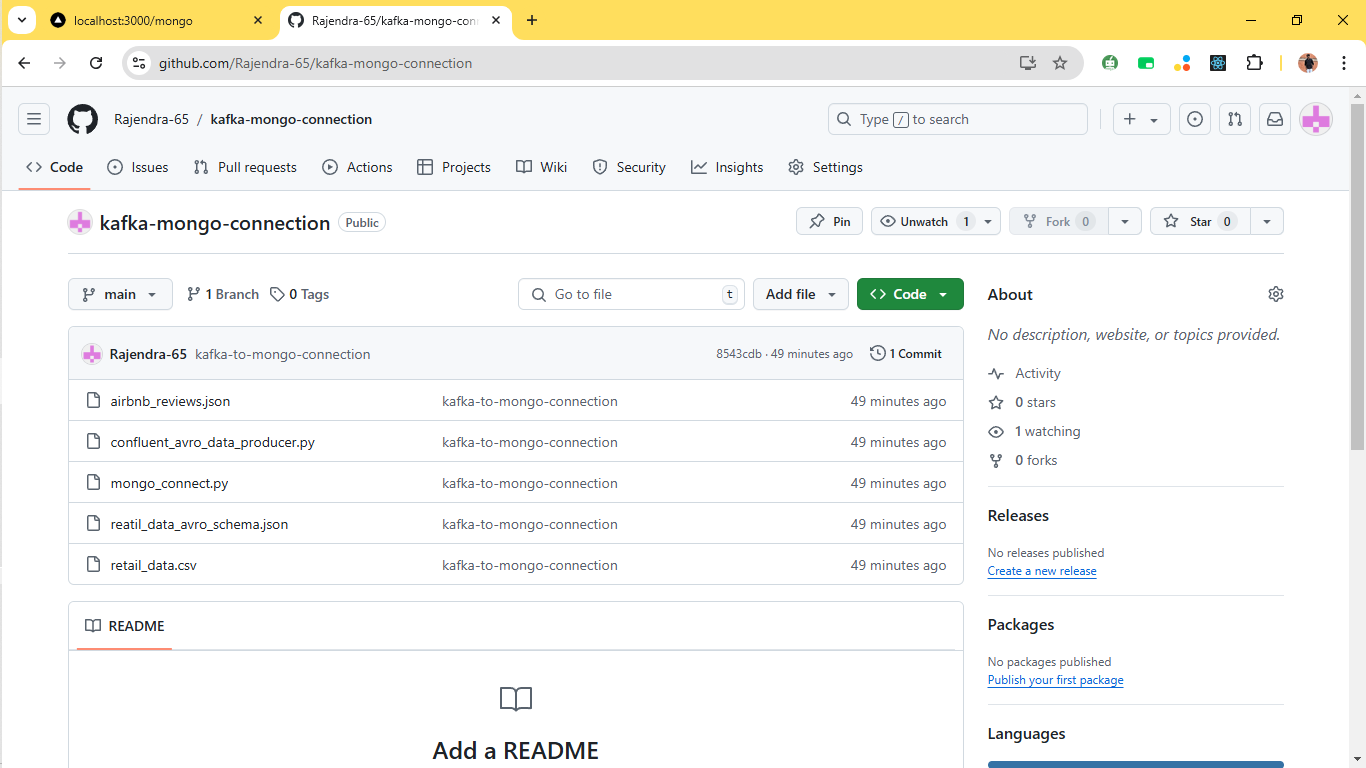 localhost:3000/mongo
Rajendra-65/kafka-mongo-con
github.com/Rajendra-65/kafka-mongo-connection
Rajendra-65 / kafka-mongo-connection
Type / to search
Code Issues Pull requests Actions Projects Wiki Security Insights Settings
kafka-mongo-connection Public
Pin
Unwatch 1
Fork 0
Star 0
main
1 Branch
0 Tags
Go to file t
Add file
Code
Rajendra-65 kafka-to-mongo-connection 8543cdb · 49 minutes ago 1 Commit
airbnb_reviews.json kafka-to-mongo-connection 49 minutes ago
confluent_avro_data_producer.py kafka-to-mongo-connection 49 minutes ago
mongo_connect.py kafka-to-mongo-connection 49 minutes ago
reatil_data_avro_schema.json kafka-to-mongo-connection 49 minutes ago
retail_data.csv kafka-to-mongo-connection 49 minutes ago
README
Add a README
About
No description, website, or topics provided.
Activity
0 stars
1 watching
0 forks
Releases
No releases published
Create a new release
Packages
No packages published
Publish your first package
Languages